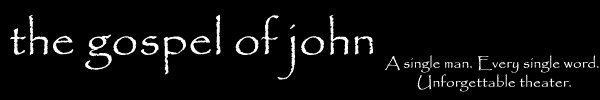 the gospel of john
A single man. Every single word.
Unforgettable theater.